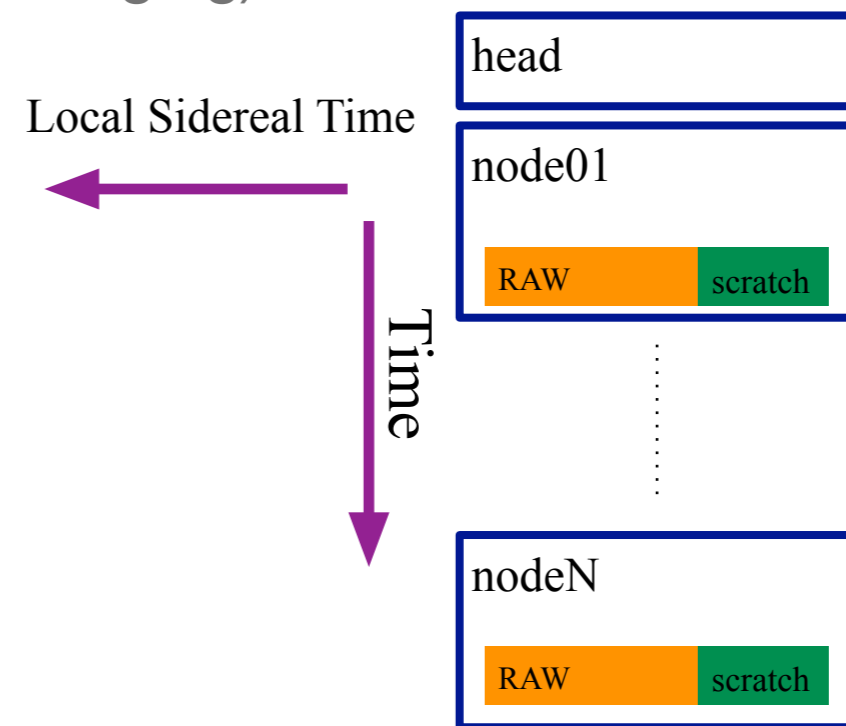 head
Local Sidereal Time
node01
RAW scratch
Time
nodeN
RAW scratch